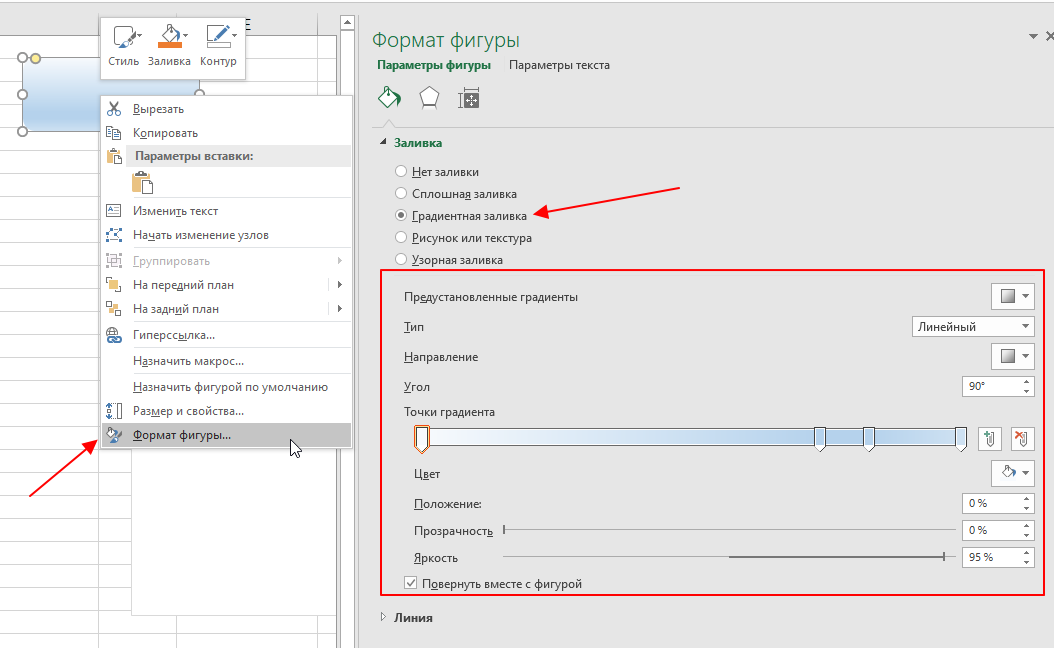 E
Стиль Заливка Контур
Вырезать
Копировать
Параметры вставки:
Изменить текст
Начать изменение узлов
Группировать
На передний план
На задний план
Гиперссылка...
Назначить макрос...
Назначить фигурой по умолчанию
Размер и свойства...
Формат фигуры...
Формат фигуры
Параметры фигуры Параметры текста
Заливка
Нет заливки
Сплошная заливка
Градиентная заливка
Рисунок или текстура
Узорная заливка
Предустановленные градиенты
Тип Линейный
Направление
Угол 90°
Точки градиента
Цвет
Положение: 0 %
Прозрачность 0 %
Яркость 95 %
Повернуть вместе с фигурой
Линия